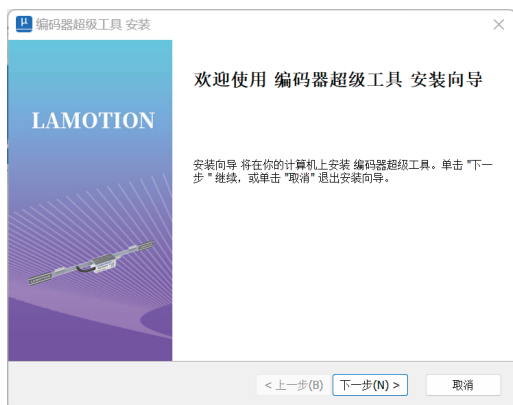 μ 编码器超级工具 安装
欢迎使用 编码器超级工具 安装向导
LAMOTION
安装向导 将在你的计算机上安装 编码器超级工具。单击 "下一
步 " 继续，或单击 "取消" 退出安装向导。
< 上一步(B) 下一步(N) > 取消